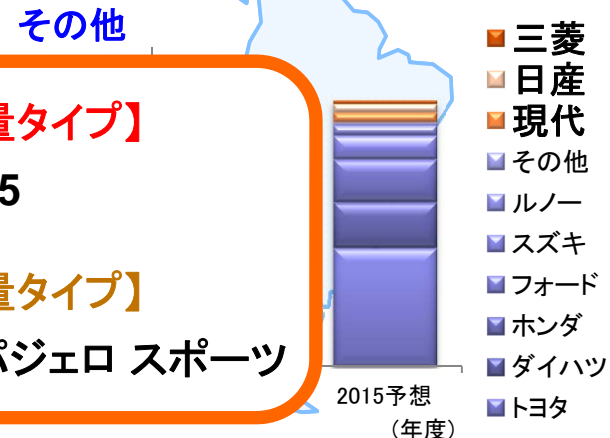 その他
量タイプ】
5
量タイプ】
パジェロ スポーツ
三菱
日産
現代
その他
ルノー
スズキ
フォード
ホンダ
ダイハツ
トヨタ
2015予想
（年度）